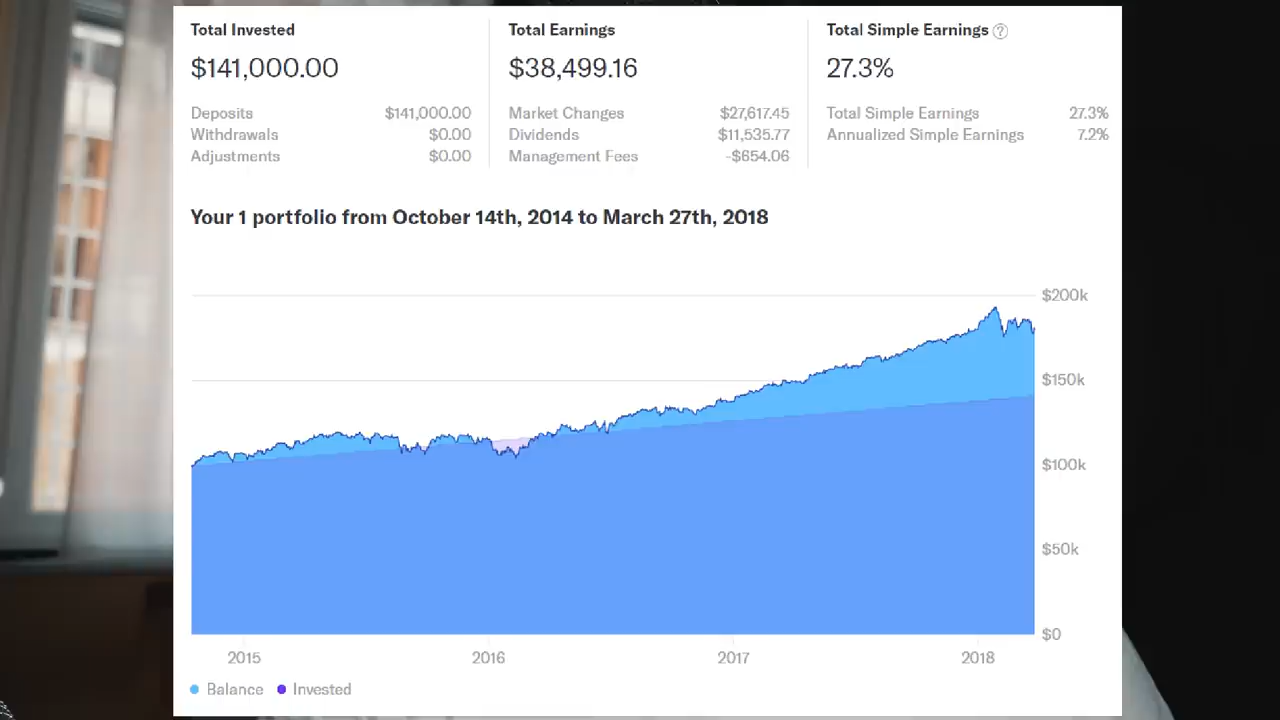 Total Invested
$141,000.00
Deposits $141,000.00
Withdrawals $0.00
Adjustments $0.00
Total Earnings
$38,499.16
Market Changes $27,617.45
Dividends $11,535.77
Management Fees -$654.06
Total Simple Earnings ?
27.3%
Total Simple Earnings 27.3%
Annualized Simple Earnings 7.2%
Your 1 portfolio from October 14th, 2014 to March 27th, 2018
$200k
$150k
$100k
$50k
$0
2015 2016 2017 2018
Balance Invested